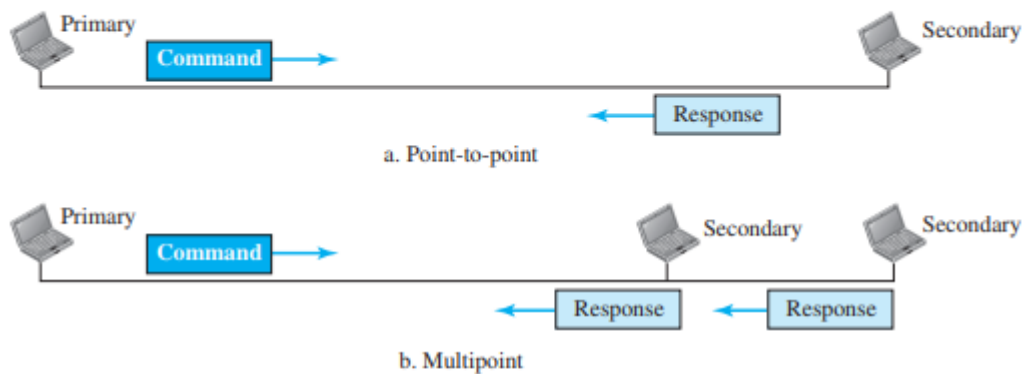 Primary
Secondary
Command
Response
a. Point-to-point
Primary
Secondary
Secondary
Command
Response
Response
b. Multipoint